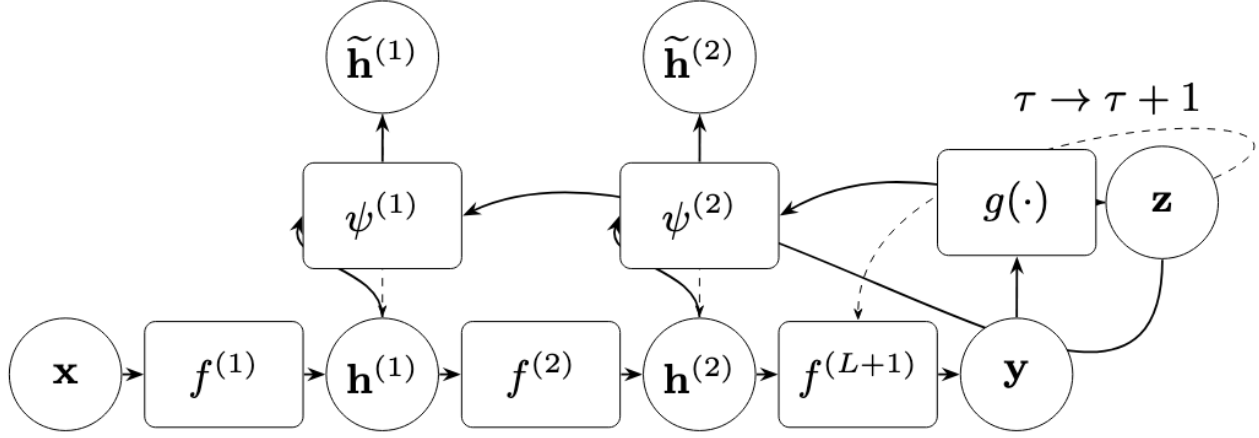 h̃^(1) h̃^(2)
τ → τ + 1
ψ^(1) ψ^(2) g(·) z
x f^(1) h^(1) f^(2) h^(2) f^(L+1) y